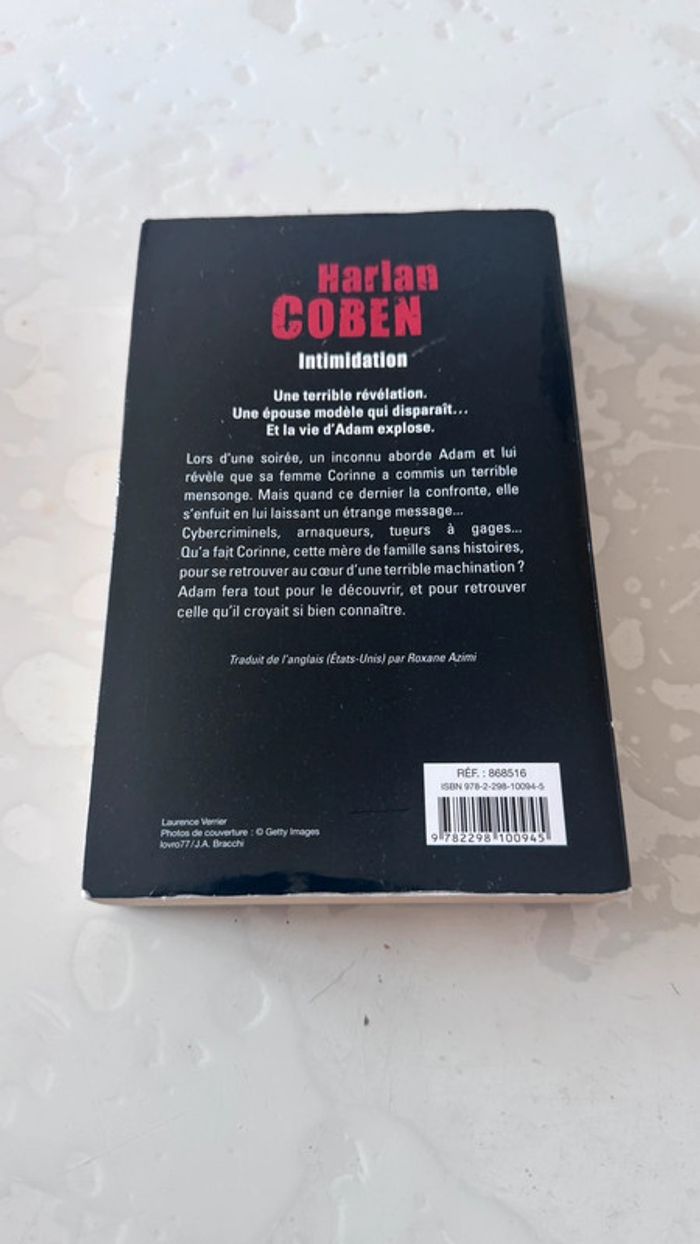 Harlan
COBEN
Intimidation
Une terrible révélation.
Une épouse modèle qui disparaît...
Et la vie d'Adam explose.
Lors d'une soirée, un inconnu aborde Adam et lui
révèle que sa femme Corinne a commis un terrible
mensonge. Mais quand ce dernier la confronte, elle
s'enfuit en lui laissant un étrange message...
Cybercriminels, arnaqueurs, tueurs à gages...
Qu'a fait Corinne, cette mère de famille sans histoires,
pour se retrouver au cœur d'une terrible machination ?
Adam fera tout pour le découvrir, et pour retrouver
celle qu'il croyait si bien connaître.
Traduit de l'anglais (États-Unis) par Roxane Azimi
RÉF. : 868516
ISBN 978-2-298-10094-5
9 782298 100945
Laurence Verrier
Photos de couverture : © Getty Images
lovro77/J.A. Bracchi